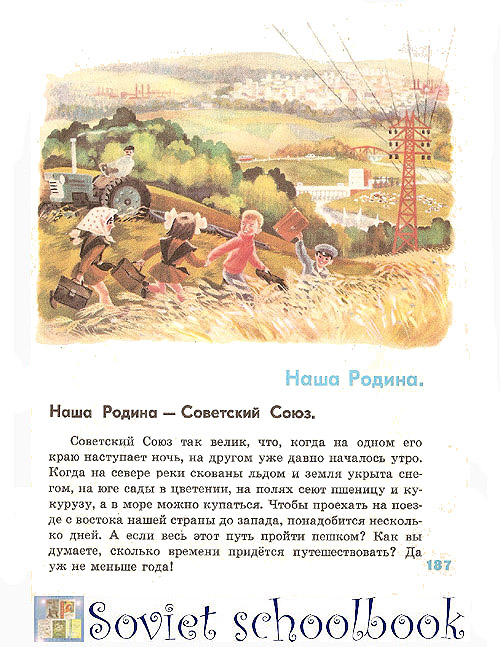 Наша Родина.
Наша Родина — Советский Союз.
Советский Союз так велик, что, когда на одном его
краю наступает ночь, на другом уже давно началось утро.
Когда на севере реки скованы льдом и земля укрыта сне-
гом, на юге сады в цветении, на полях сеют пшеницу и ку-
курузу, а в море можно купаться. Чтобы проехать на поез-
де с востока нашей страны до запада, понадобится несколь-
ко дней. А если весь этот путь пройти пешком? Как вы
думаете, сколько времени придётся путешествовать? Да
уж не меньше года!
187
Soviet schoolbook